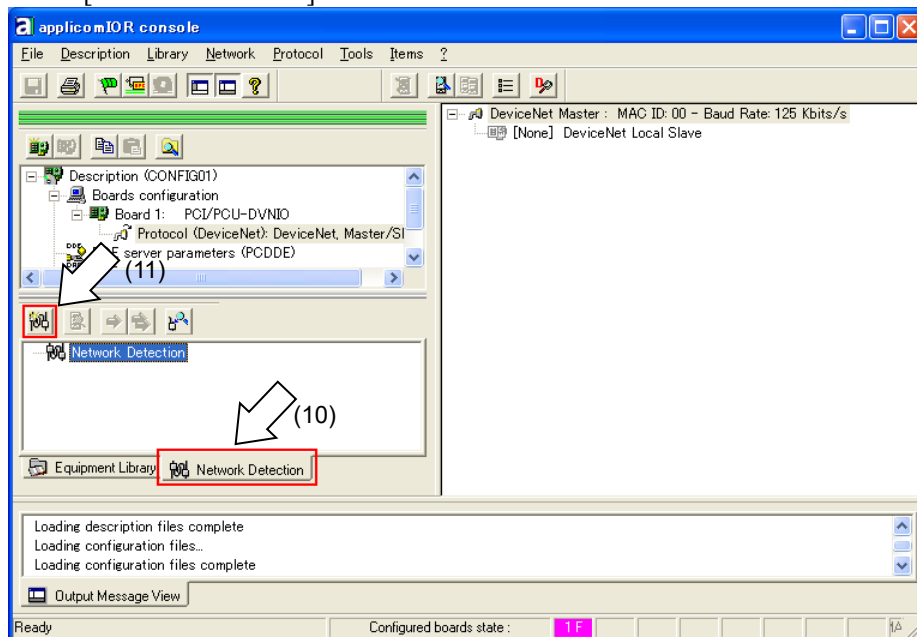 applicomIOR console
File Description Library Network Protocol Tools Items ?
DeviceNet Master : MAC ID: 00 - Baud Rate: 125 Kbits/s
[None] DeviceNet Local Slave
Description (CONFIG01)
Boards configuration
Board 1: PCI/PCU-DVNIO
Protocol (DeviceNet): DeviceNet, Master/Sl
server parameters (PCDDE)
(11)
Network Detection
(10)
Equipment Library
Network Detection
Loading description files complete
Loading configuration files...
Loading configuration files complete
Output Message View
Ready
Configured boards state :
1 F